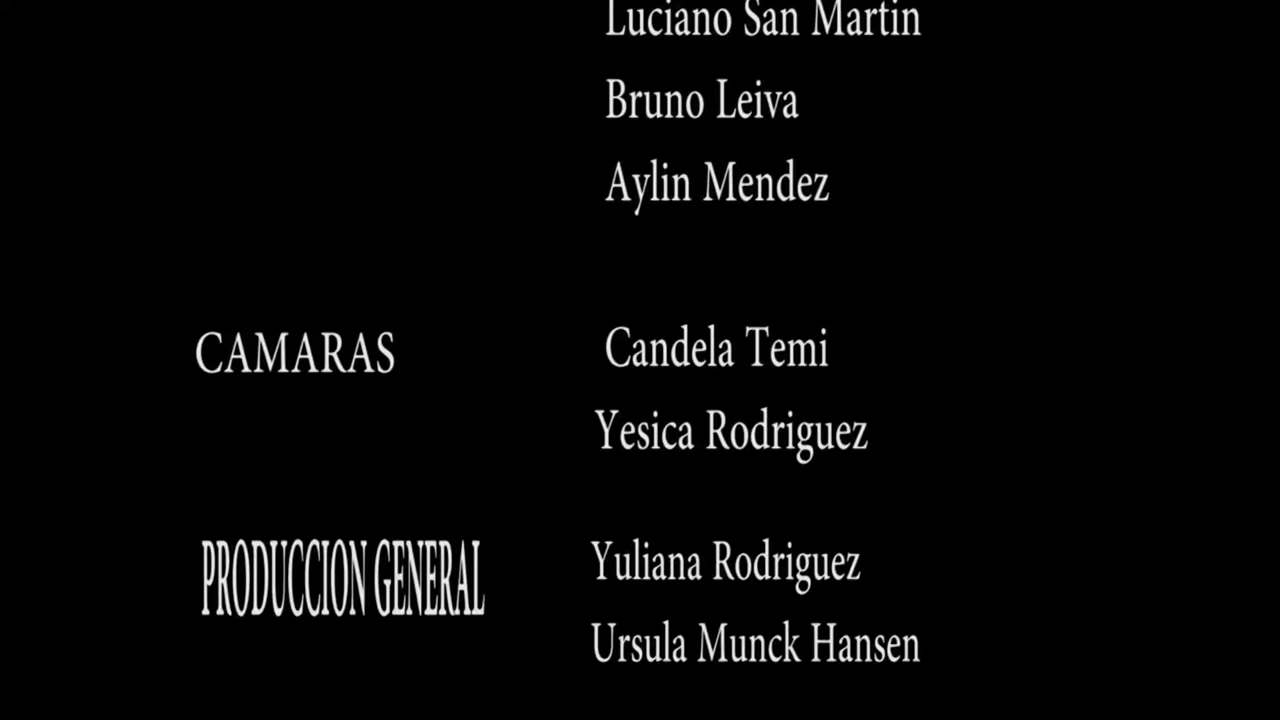 Luciano San Martin
Bruno Leiva
Aylin Mendez
CAMARAS
Candela Temi
Yesica Rodriguez
PRODUCCION GENERAL
Yuliana Rodriguez
Ursula Munck Hansen